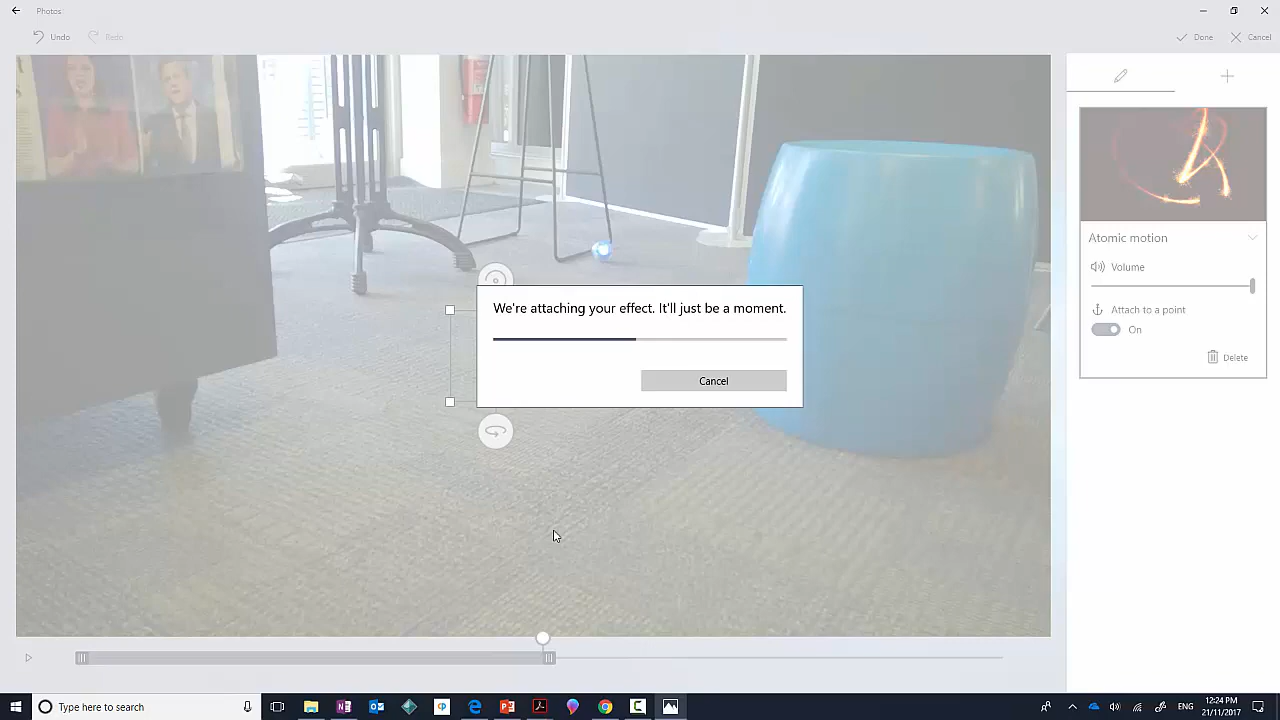 Photos
Undo
Redo
Done
Cancel
We're attaching your effect. It'll just be a moment.
Cancel
Atomic motion
Volume
Attach to a point
On
Delete
Type here to search
ENG
12:24 PM
21/11/2017